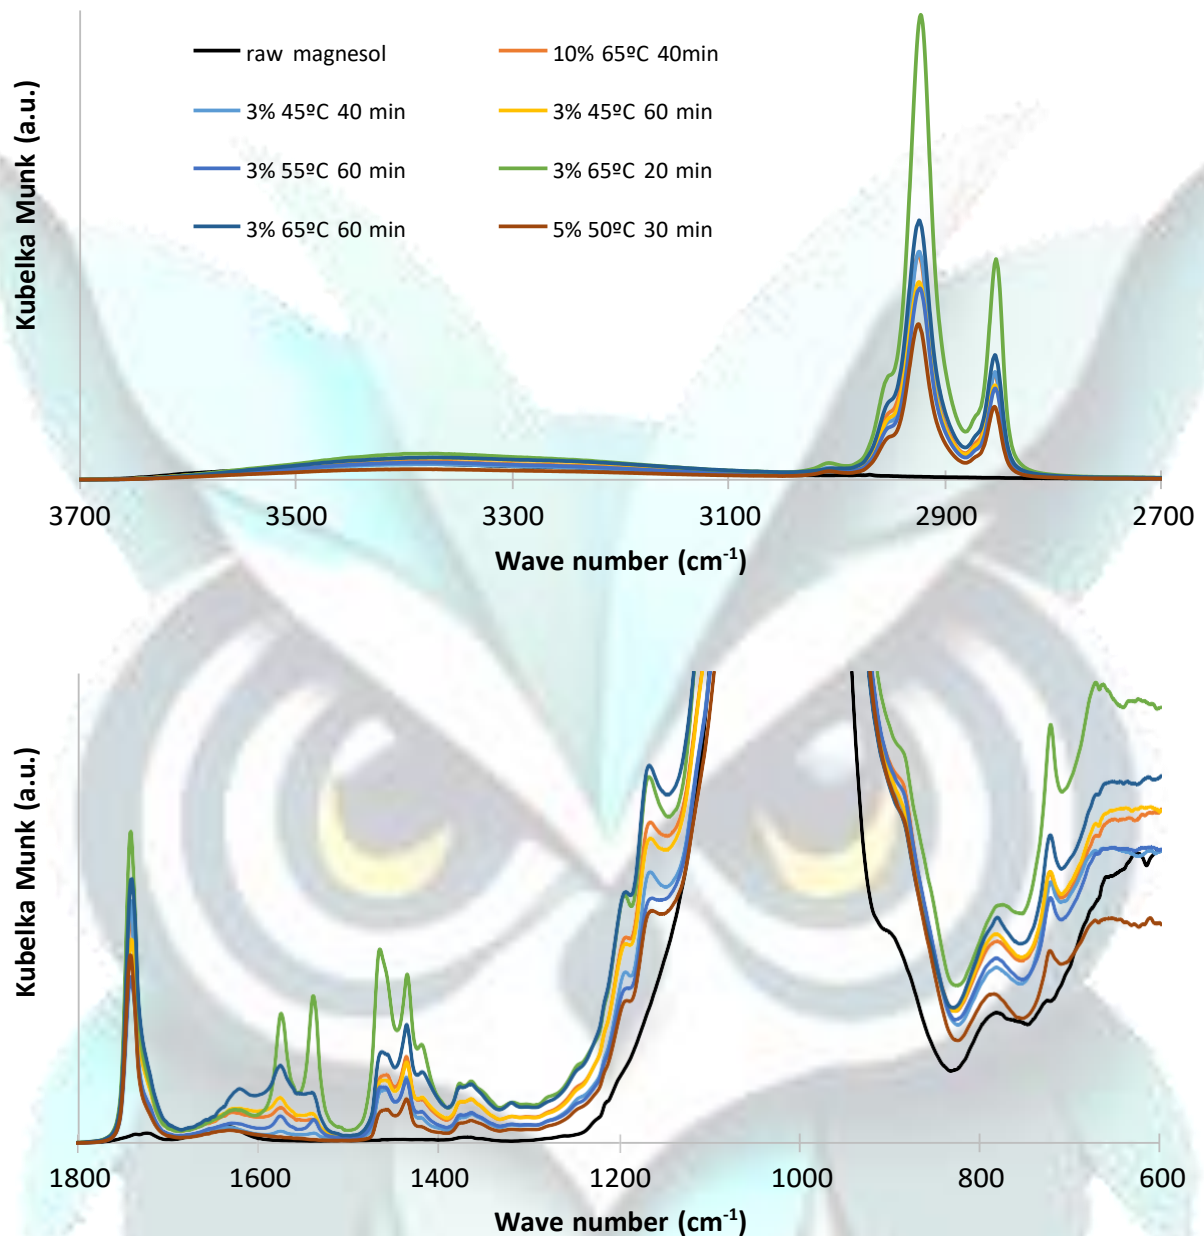 Kubelka Munk (a.u.)
raw magnesol
10% 65ºC 40min
3% 45ºC 40 min
3% 45ºC 60 min
3% 55ºC 60 min
3% 65ºC 20 min
3% 65ºC 60 min
5% 50ºC 30 min
3700 3500 3300 3100 2900 2700
Wave number (cm⁻¹)
Kubelka Munk (a.u.)
1800 1600 1400 1200 1000 800 600
Wave number (cm⁻¹)